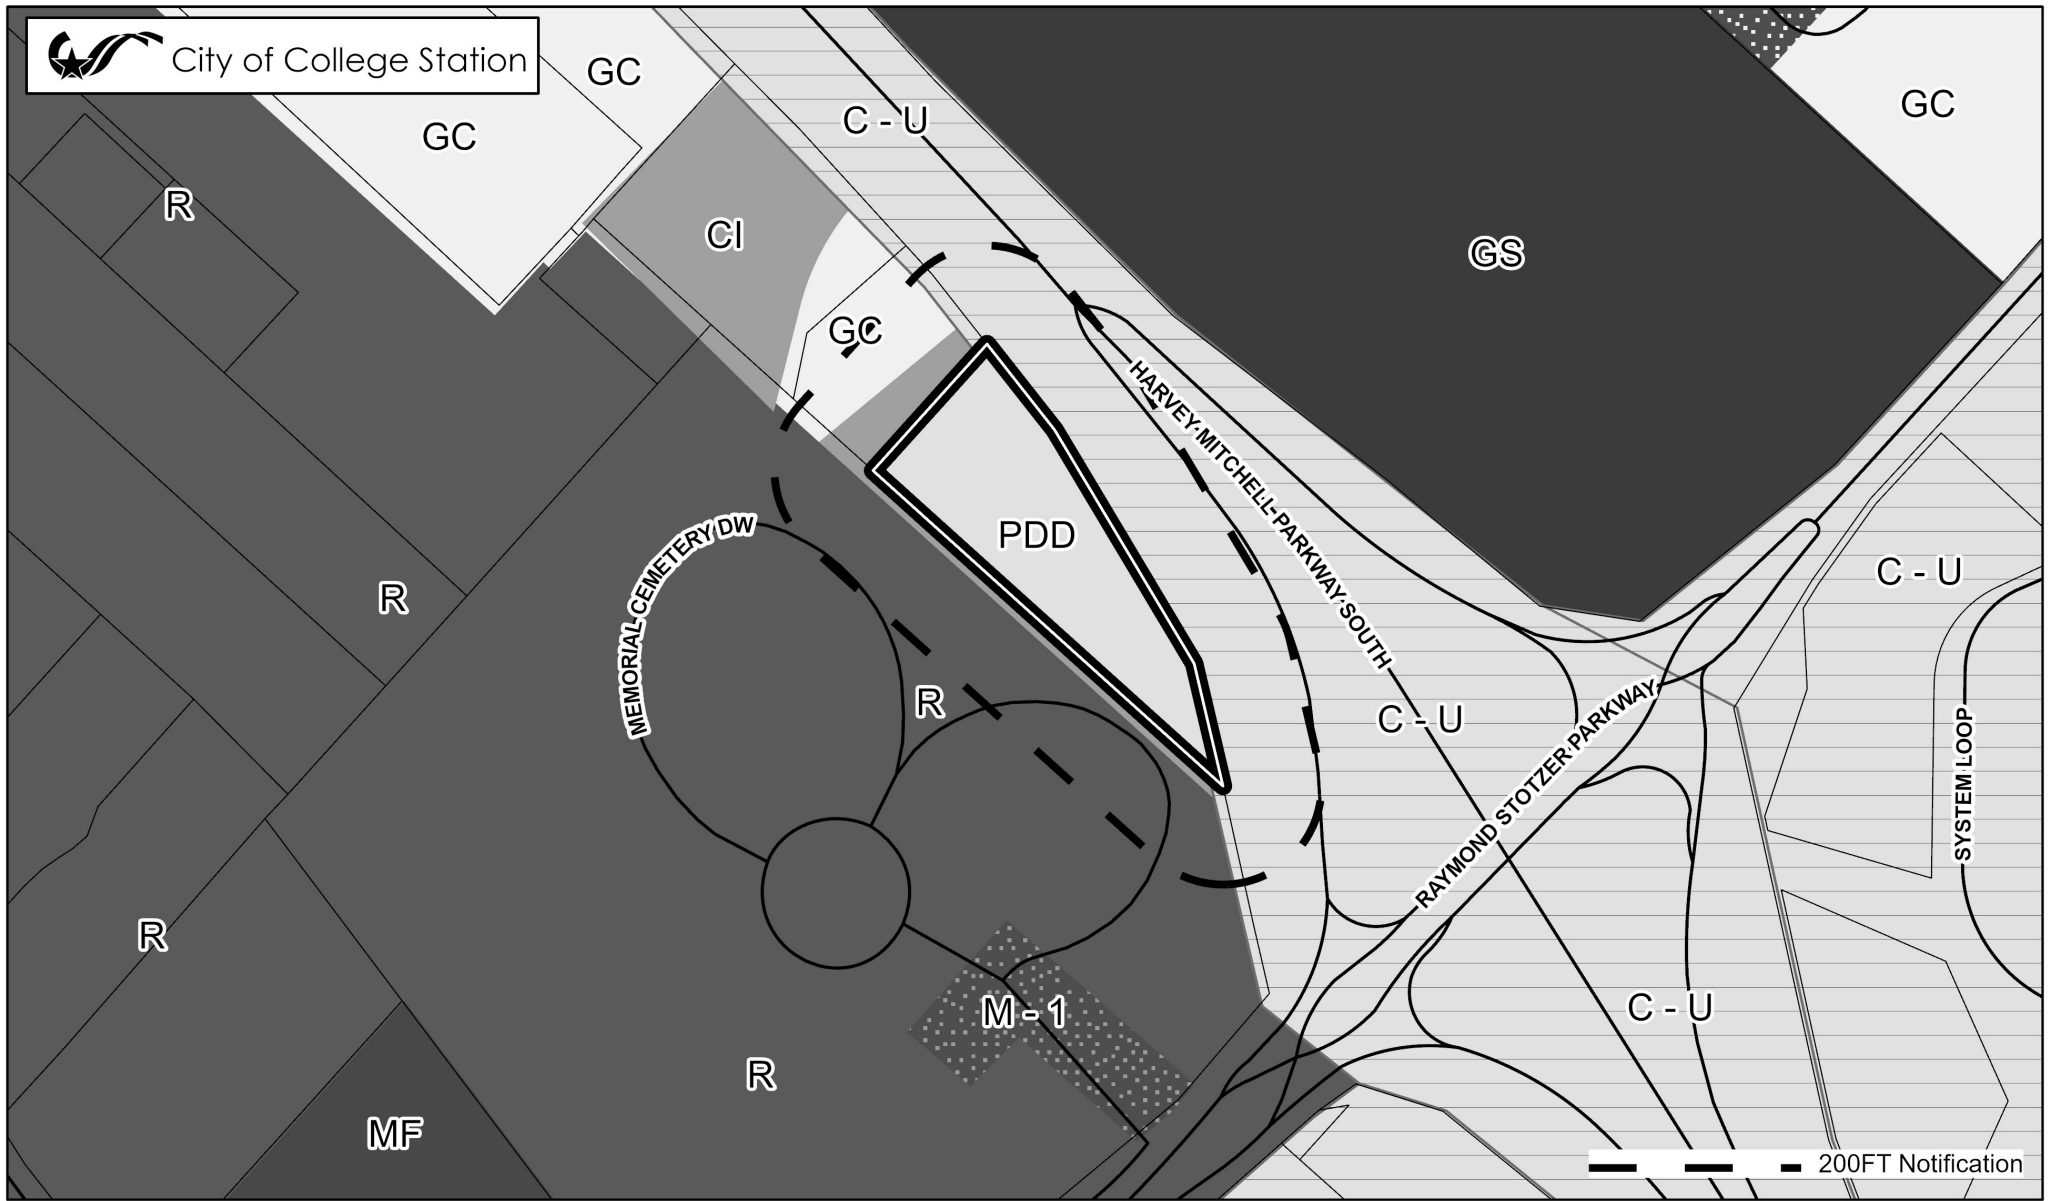 City of College Station
GC
GC
GC
C - U
R
CI
GS
GC
HARVEY MITCHELL PARKWAY SOUTH
PDD
MEMORIAL CEMETERY DW
C - U
R
R
C - U
RAYMOND STOTZER PARKWAY
SYSTEM LOOP
R
M - 1
C - U
R
MF
200FT Notification